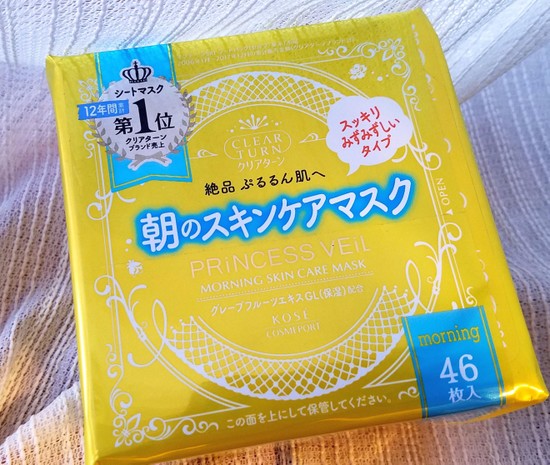 シートマスク
12年間
累計
第1位
クリアターン
ブランド売上
CLEAR
TURN
クリアターン
スッキリ
みずみずしい
タイプ
絶品 ぷるるん肌へ
朝のスキンケアマスク
PRiNCESS VEiL
MORNING SKIN CARE MASK
グレープフルーツエキスGL(保湿)配合
KOSÉ
COSMEPORT
▲OPEN
morning
46
枚入
この面を上にして保管してください。